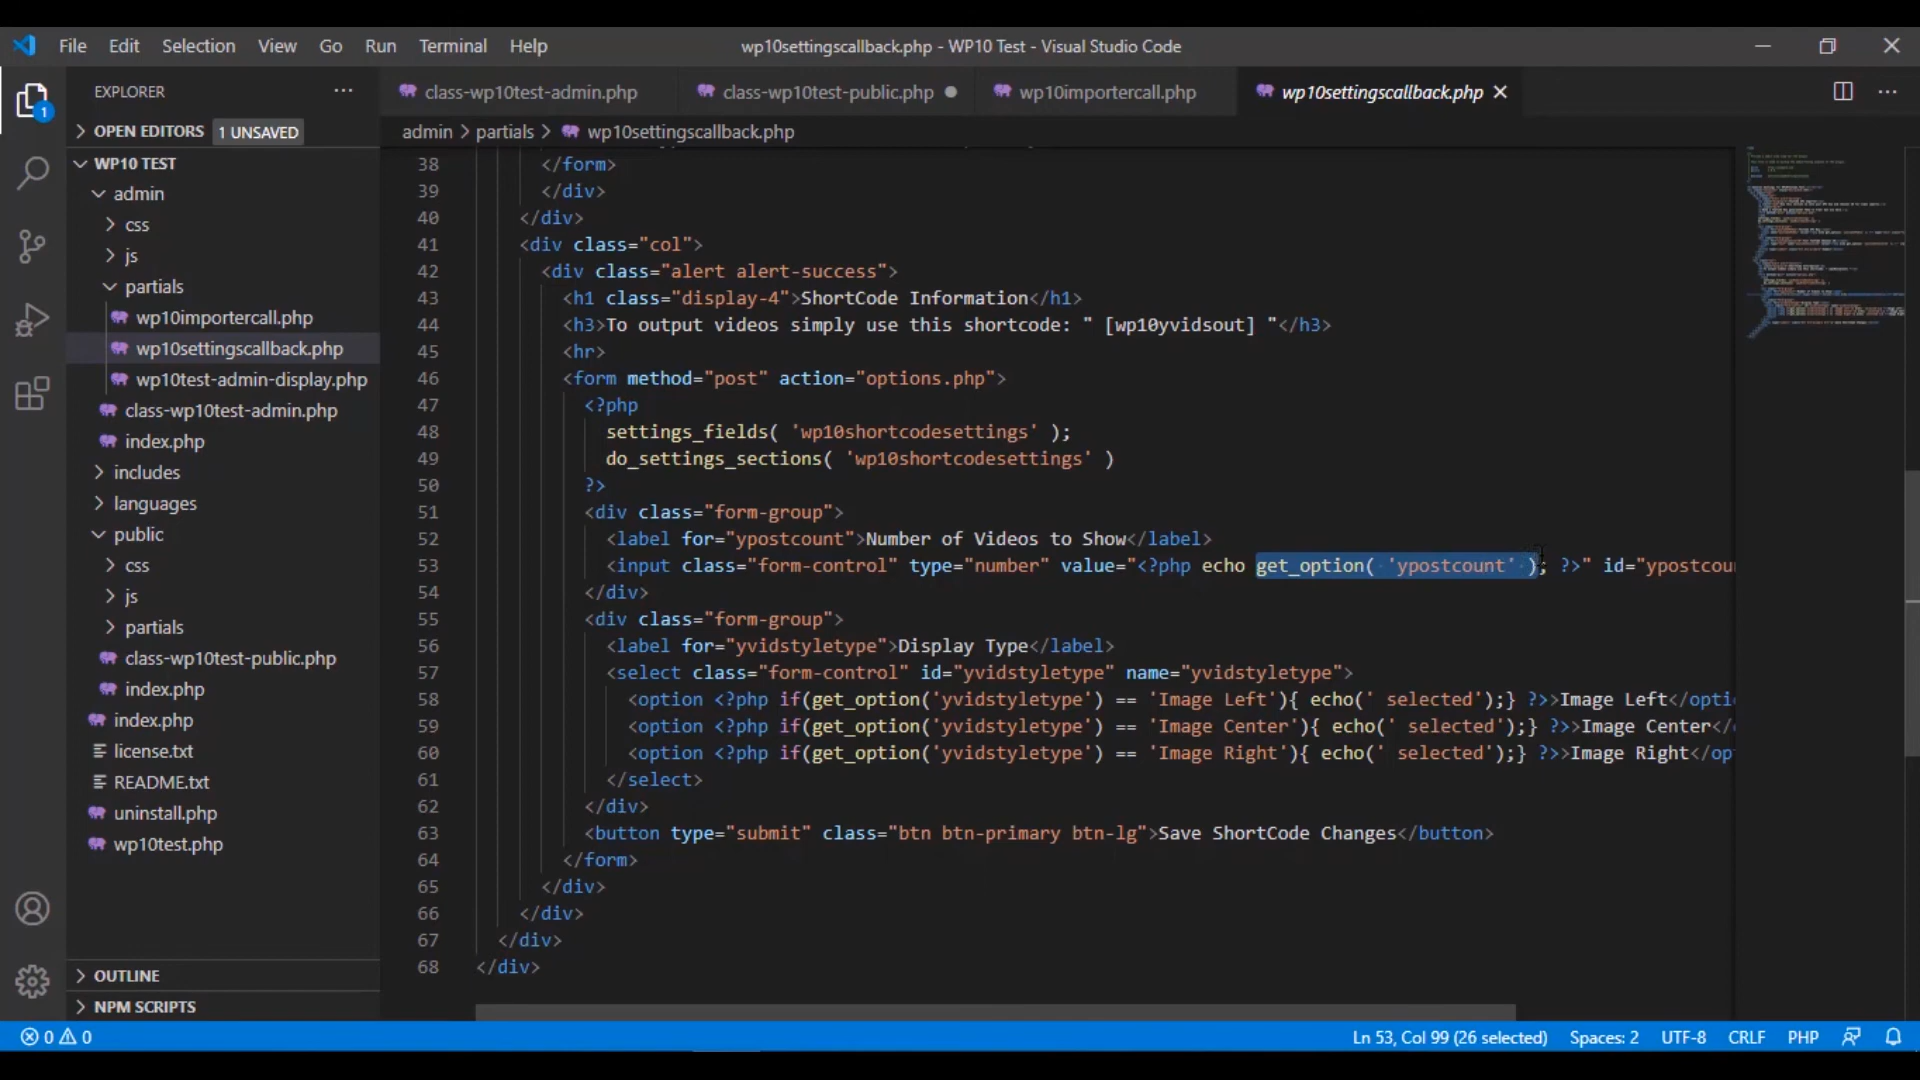 File Edit Selection View Go Run Terminal Help wp10settingscallback.php - WP10 Test - Visual Studio Code
EXPLORER ···
class-wp10test-admin.php class-wp10test-public.php wp10importercall.php wp10settingscallback.php
OPEN EDITORS 1 UNSAVED
admin > partials > wp10settingscallback.php
1
WP10 TEST
admin
css
js
partials
wp10importercall.php
wp10settingscallback.php
wp10test-admin-display.php
class-wp10test-admin.php
index.php
includes
languages
public
css
js
partials
class-wp10test-public.php
index.php
index.php
license.txt
README.txt
uninstall.php
wp10test.php
OUTLINE
NPM SCRIPTS
38 </form>
39 </div>
40 </div>
41 <div class="col">
42 <div class="alert alert-success">
43 <h1 class="display-4">ShortCode Information</h1>
44 <h3>To output videos simply use this shortcode: " [wp10yvidsout] "</h3>
45 <hr>
46 <form method="post" action="options.php">
47 <?php
48 settings_fields( 'wp10shortcodesettings' );
49 do_settings_sections( 'wp10shortcodesettings' )
50 ?>
51 <div class="form-group">
52 <label for="ypostcount">Number of Videos to Show</label>
53 <input class="form-control" type="number" value="<?php echo get_option( 'ypostcount' ); ?>" id="ypostcou
54 </div>
55 <div class="form-group">
56 <label for="yvidstyletype">Display Type</label>
57 <select class="form-control" id="yvidstyletype" name="yvidstyletype">
58 <option <?php if(get_option('yvidstyletype') == 'Image Left'){ echo(' selected');} ?>>Image Left</opti
59 <option <?php if(get_option('yvidstyletype') == 'Image Center'){ echo(' selected');} ?>>Image Center</
60 <option <?php if(get_option('yvidstyletype') == 'Image Right'){ echo(' selected');} ?>>Image Right</op
61 </select>
62 </div>
63 <button type="submit" class="btn btn-primary btn-lg">Save ShortCode Changes</button>
64 </form>
65 </div>
66 </div>
67 </div>
68 </div>
0 0 Ln 53, Col 99 (26 selected) Spaces: 2 UTF-8 CRLF PHP